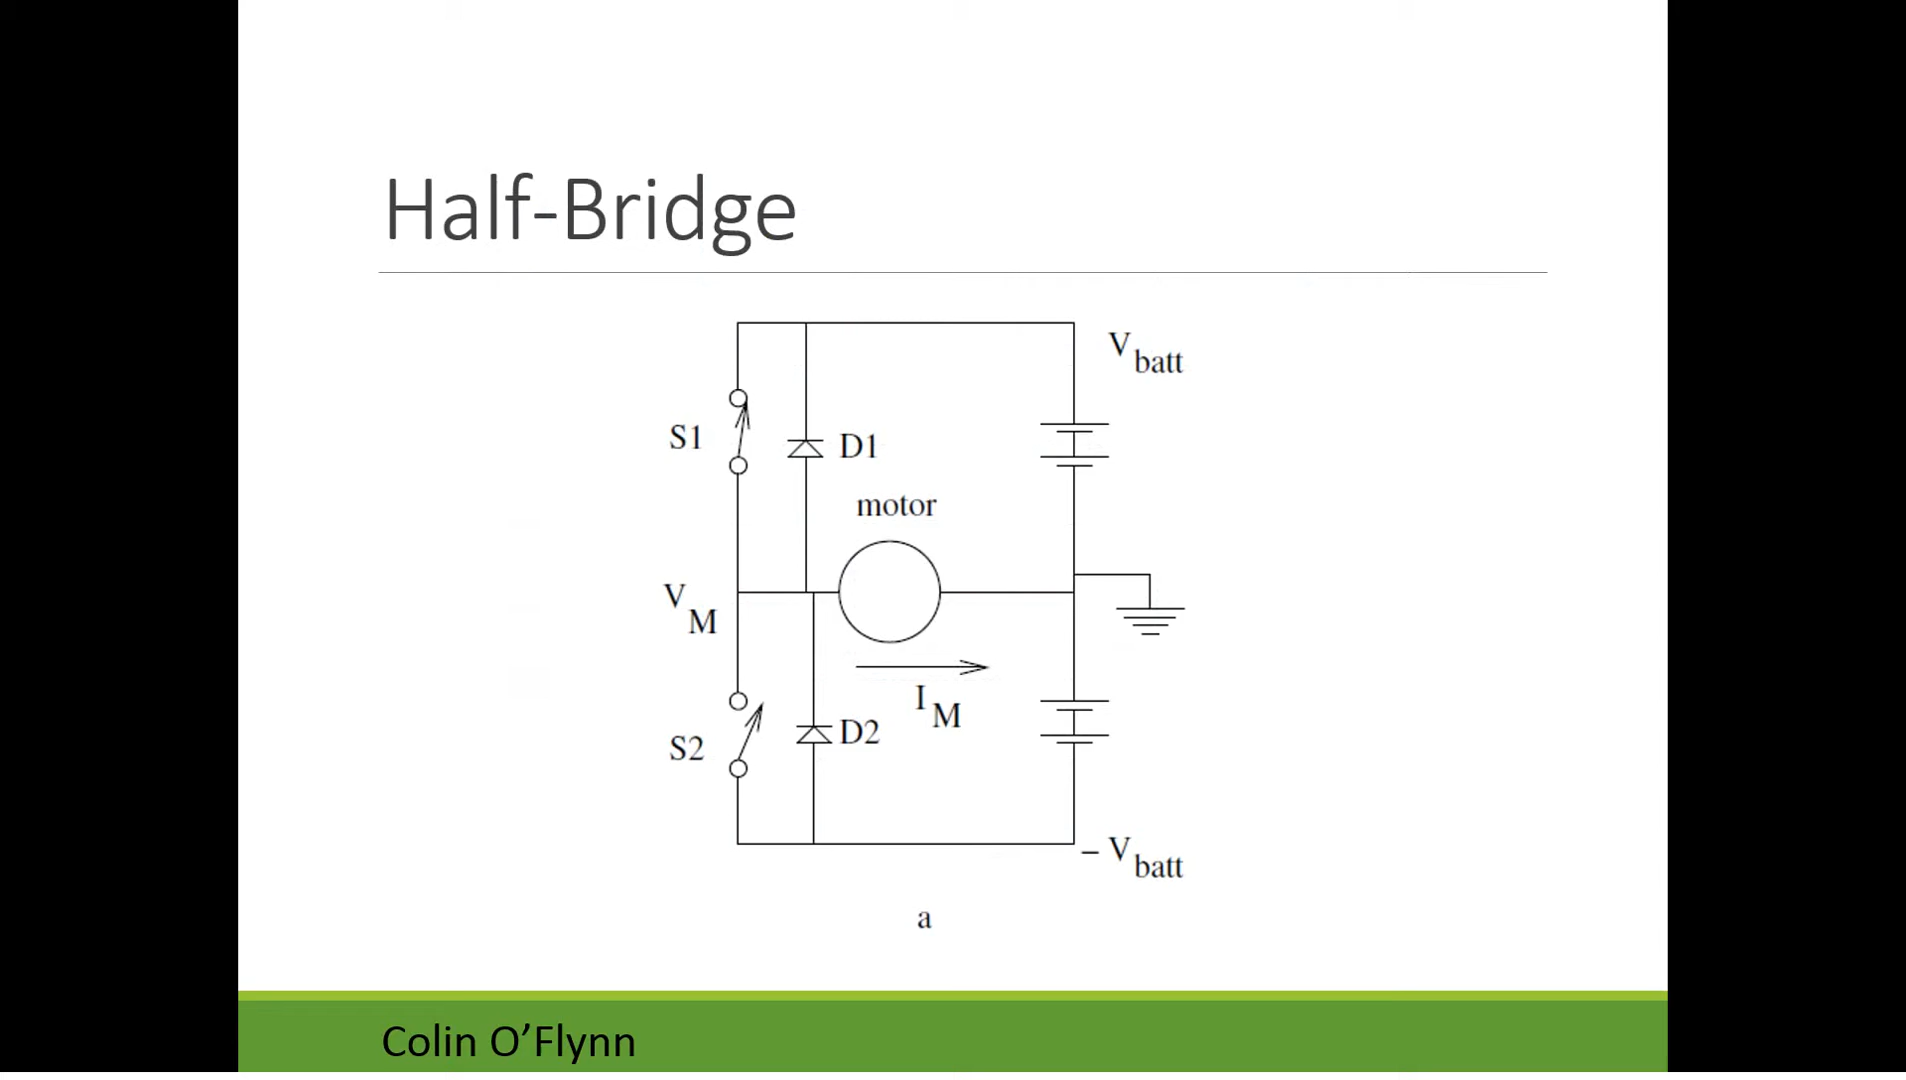 Half-Bridge
V batt
S1
D1
motor
V M
I M
S2
D2
– V batt
a
Colin O’Flynn